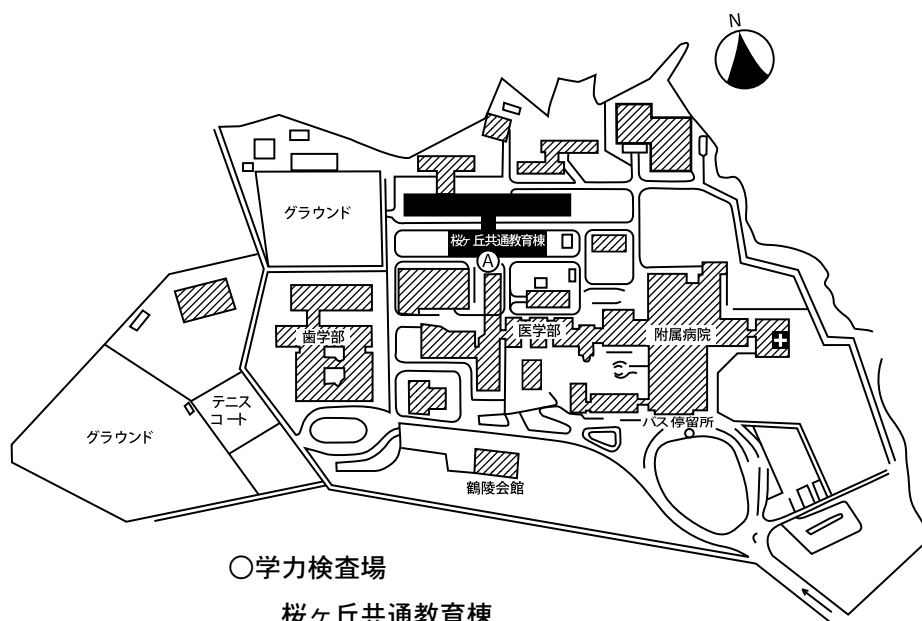 N
グラウンド
桜ヶ丘共通教育棟
A
歯学部
医学部
附属病院
テニス
コート
グラウンド
バス停留所
鶴陵会館
○学力検査場
桜ヶ丘共通教育棟